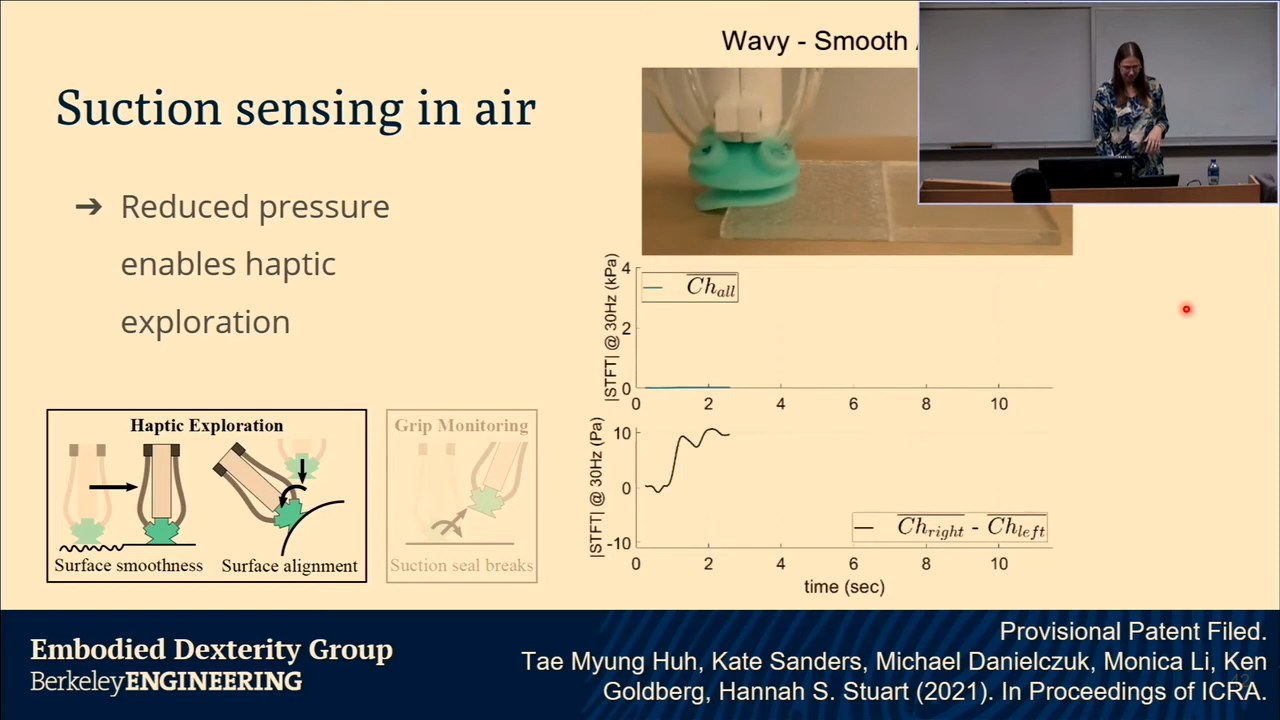 Wavy - Smooth
Suction sensing in air
➔ Reduced pressure
enables haptic
exploration
Haptic Exploration
Surface smoothness
Surface alignment
Grip Monitoring
Suction seal breaks
|STFT| @ 30Hz (kPa)
4
2
0
Ch_all
0 2 4 6 8 10
|STFT| @ 30Hz (Pa)
10
0
-10
Ch_right - Ch_left
0 2 4 6 8 10
time (sec)
Embodied Dexterity Group
BerkeleyENGINEERING
Provisional Patent Filed.
Tae Myung Huh, Kate Sanders, Michael Danielczuk, Monica Li, Ken
Goldberg, Hannah S. Stuart (2021). In Proceedings of ICRA.